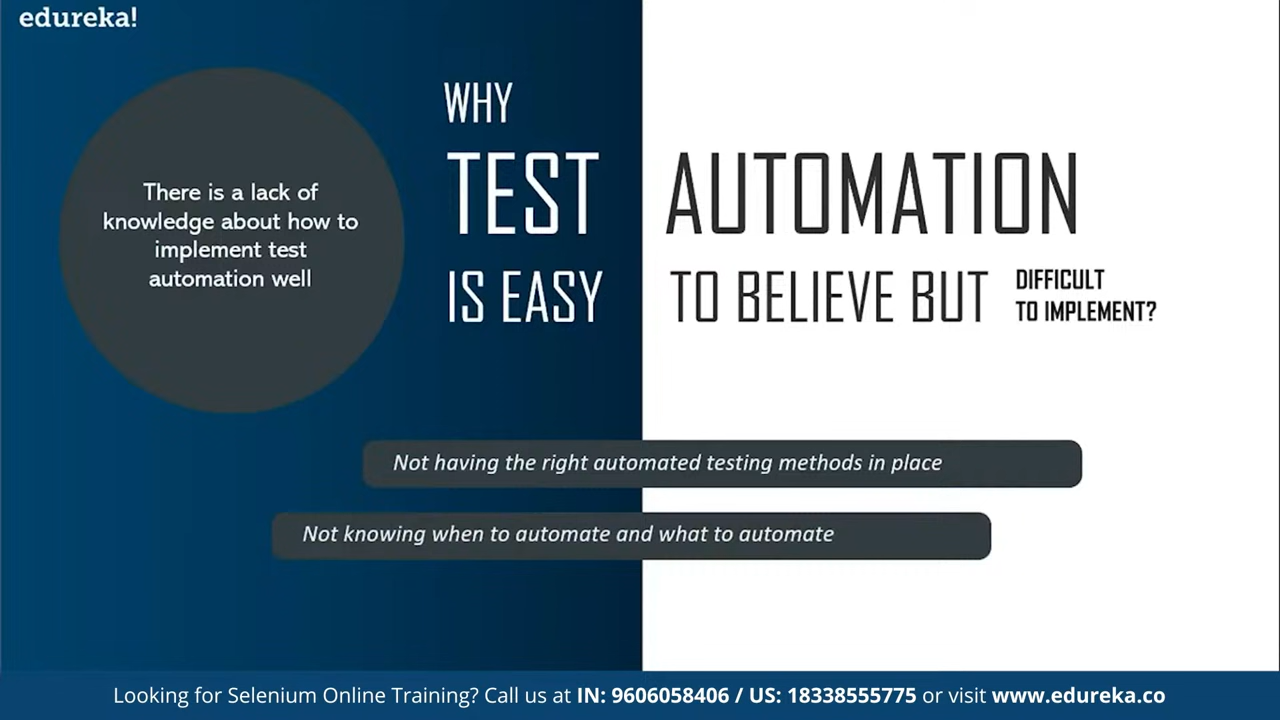 edureka!
There is a lack of
knowledge about how to
implement test
automation well
WHY
TEST AUTOMATION
IS EASY TO BELIEVE BUT DIFFICULT
TO IMPLEMENT?
Not having the right automated testing methods in place
Not knowing when to automate and what to automate
Looking for Selenium Online Training? Call us at IN: 9606058406 / US: 18338555775 or visit www.edureka.co